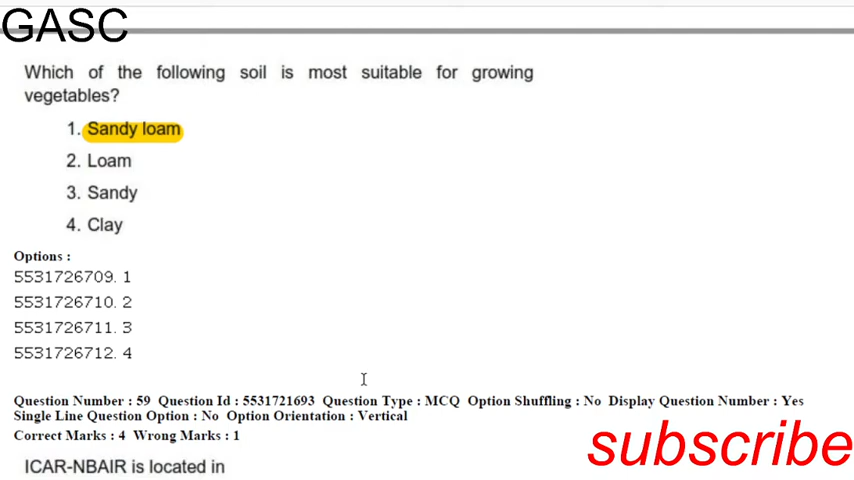 GASC
Which of the following soil is most suitable for growing
vegetables?
1. Sandy loam
2. Loam
3. Sandy
4. Clay
Options :
5531726709. 1
5531726710. 2
5531726711. 3
5531726712. 4
Question Number : 59 Question Id : 5531721693 Question Type : MCQ Option Shuffling : No Display Question Number : Yes
Single Line Question Option : No Option Orientation : Vertical
Correct Marks : 4 Wrong Marks : 1
subscribe
ICAR-NBAIR is located in